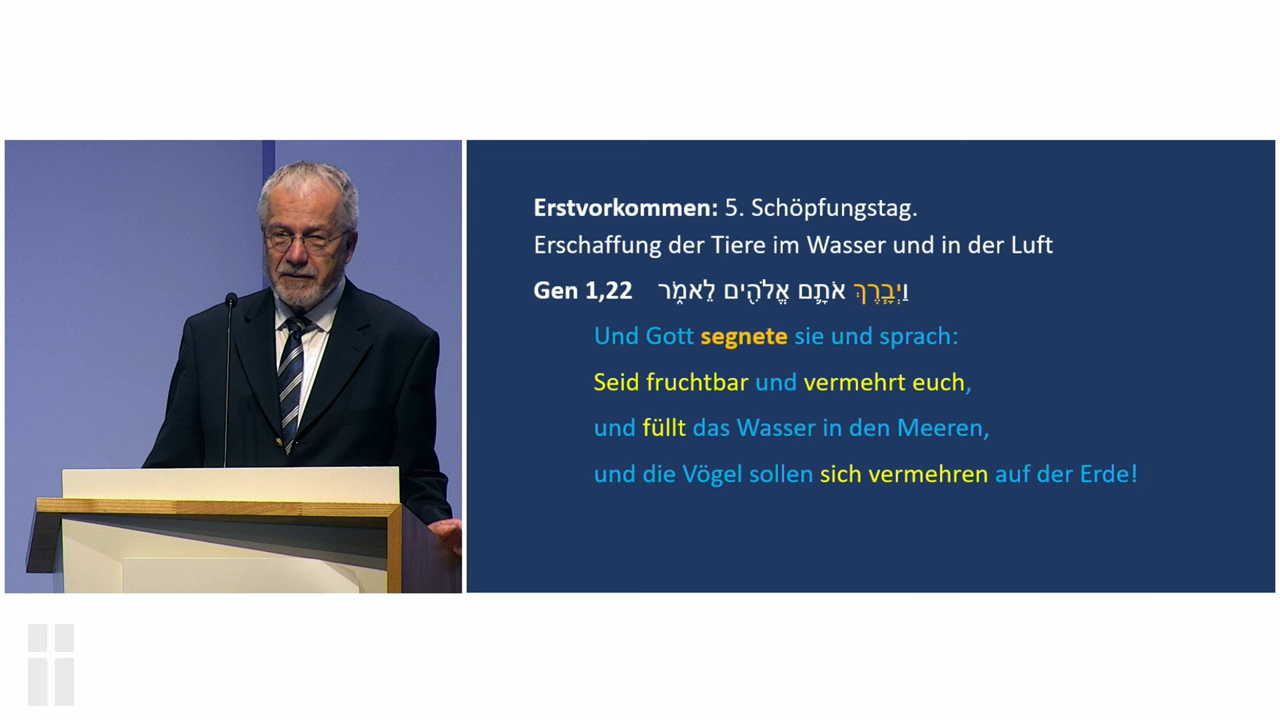 Erstvorkommen: 5. Schöpfungstag.
Erschaffung der Tiere im Wasser und in der Luft
Gen 1,22 וַיְבָ֧רֶךְ אֹתָ֛ם אֱלֹהִ֖ים לֵאמֹ֑ר
Und Gott segnete sie und sprach:
Seid fruchtbar und vermehrt euch,
und füllt das Wasser in den Meeren,
und die Vögel sollen sich vermehren auf der Erde!